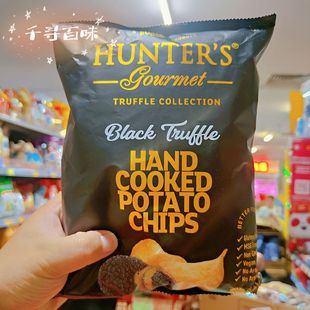 千寻百味
HUNTER'S®
Gourmet
TRUFFLE COLLECTION
Black Truffle
HAND
COOKED
POTATO
CHIPS